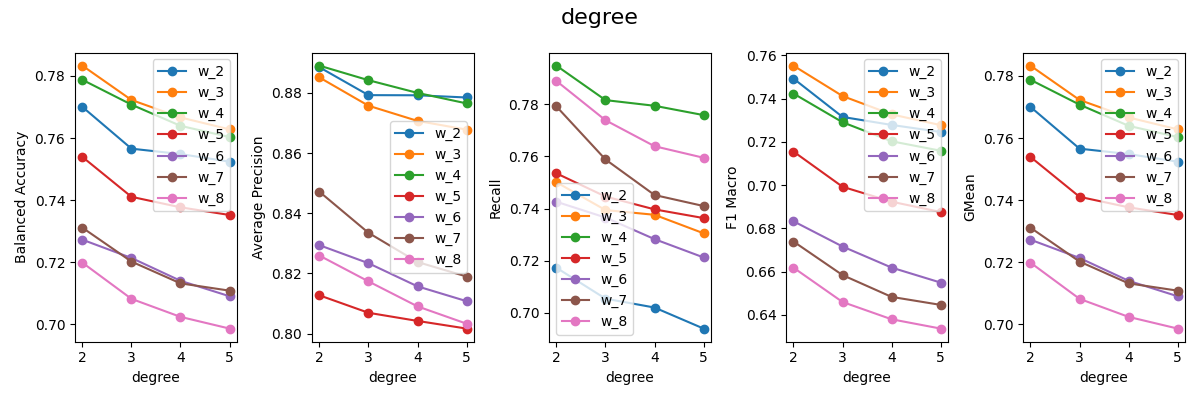 degree
Balanced Accuracy
0.78
0.76
0.74
0.72
0.70
2 3 4 5
degree
w_2
w_3
w_4
w_5
w_6
w_7
w_8
Average Precision
0.88
0.86
0.84
0.82
0.80
2 3 4 5
degree
w_2
w_3
w_4
w_5
w_6
w_7
w_8
Recall
0.78
0.76
0.74
0.72
0.70
2 3 4 5
degree
w_2
w_3
w_4
w_5
w_6
w_7
w_8
F1 Macro
0.76
0.74
0.72
0.70
0.68
0.66
0.64
2 3 4 5
degree
w_2
w_3
w_4
w_5
w_6
w_7
w_8
GMean
0.78
0.76
0.74
0.72
0.70
2 3 4 5
degree
w_2
w_3
w_4
w_5
w_6
w_7
w_8